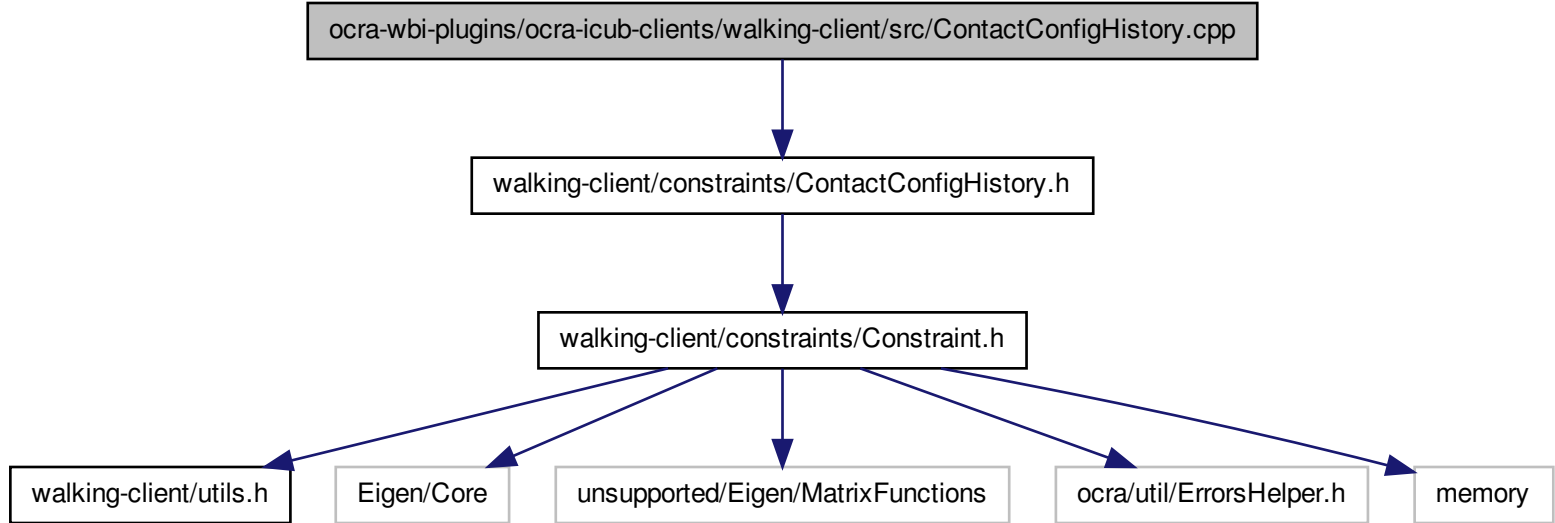 ocra-wbi-plugins/ocra-icub-clients/walking-client/src/ContactConfigHistory.cpp
walking-client/constraints/ContactConfigHistory.h
walking-client/constraints/Constraint.h
walking-client/utils.h
Eigen/Core
unsupported/Eigen/MatrixFunctions
ocra/util/ErrorsHelper.h
memory